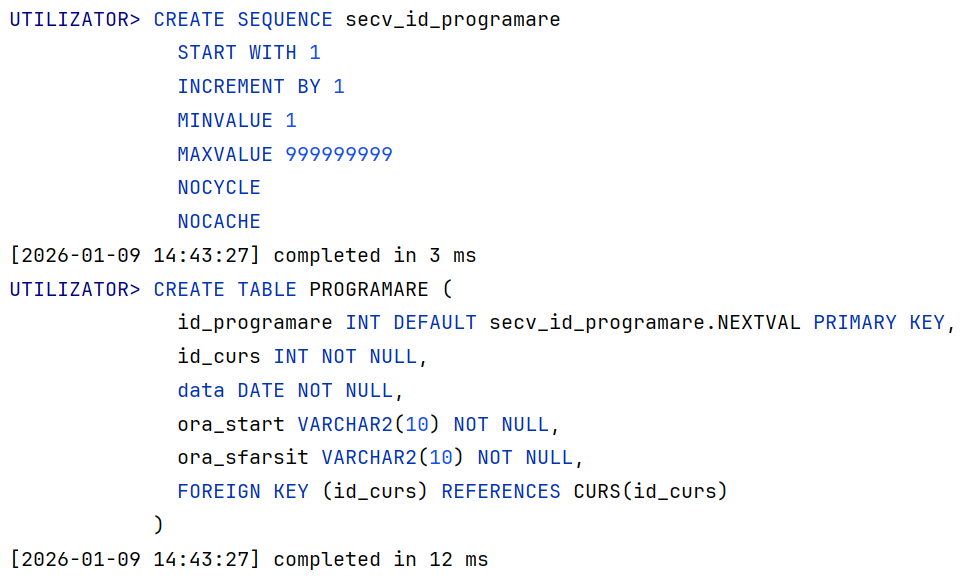 UTILIZATOR> CREATE SEQUENCE secv_id_programare
START WITH 1
INCREMENT BY 1
MINVALUE 1
MAXVALUE 999999999
NOCYCLE
NOCACHE
[2026-01-09 14:43:27] completed in 3 ms
UTILIZATOR> CREATE TABLE PROGRAMARE (
id_programare INT DEFAULT secv_id_programare.NEXTVAL PRIMARY KEY,
id_curs INT NOT NULL,
data DATE NOT NULL,
ora_start VARCHAR2(10) NOT NULL,
ora_sfarsit VARCHAR2(10) NOT NULL,
FOREIGN KEY (id_curs) REFERENCES CURS(id_curs)
)
[2026-01-09 14:43:27] completed in 12 ms